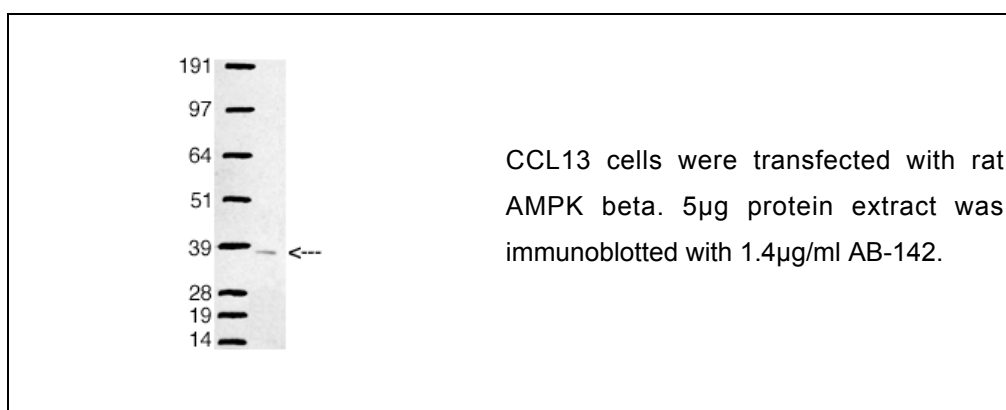 191
97
64
51
39 <---
28
19
14
CCL13 cells were transfected with rat
AMPK beta. 5µg protein extract was
immunoblotted with 1.4µg/ml AB-142.